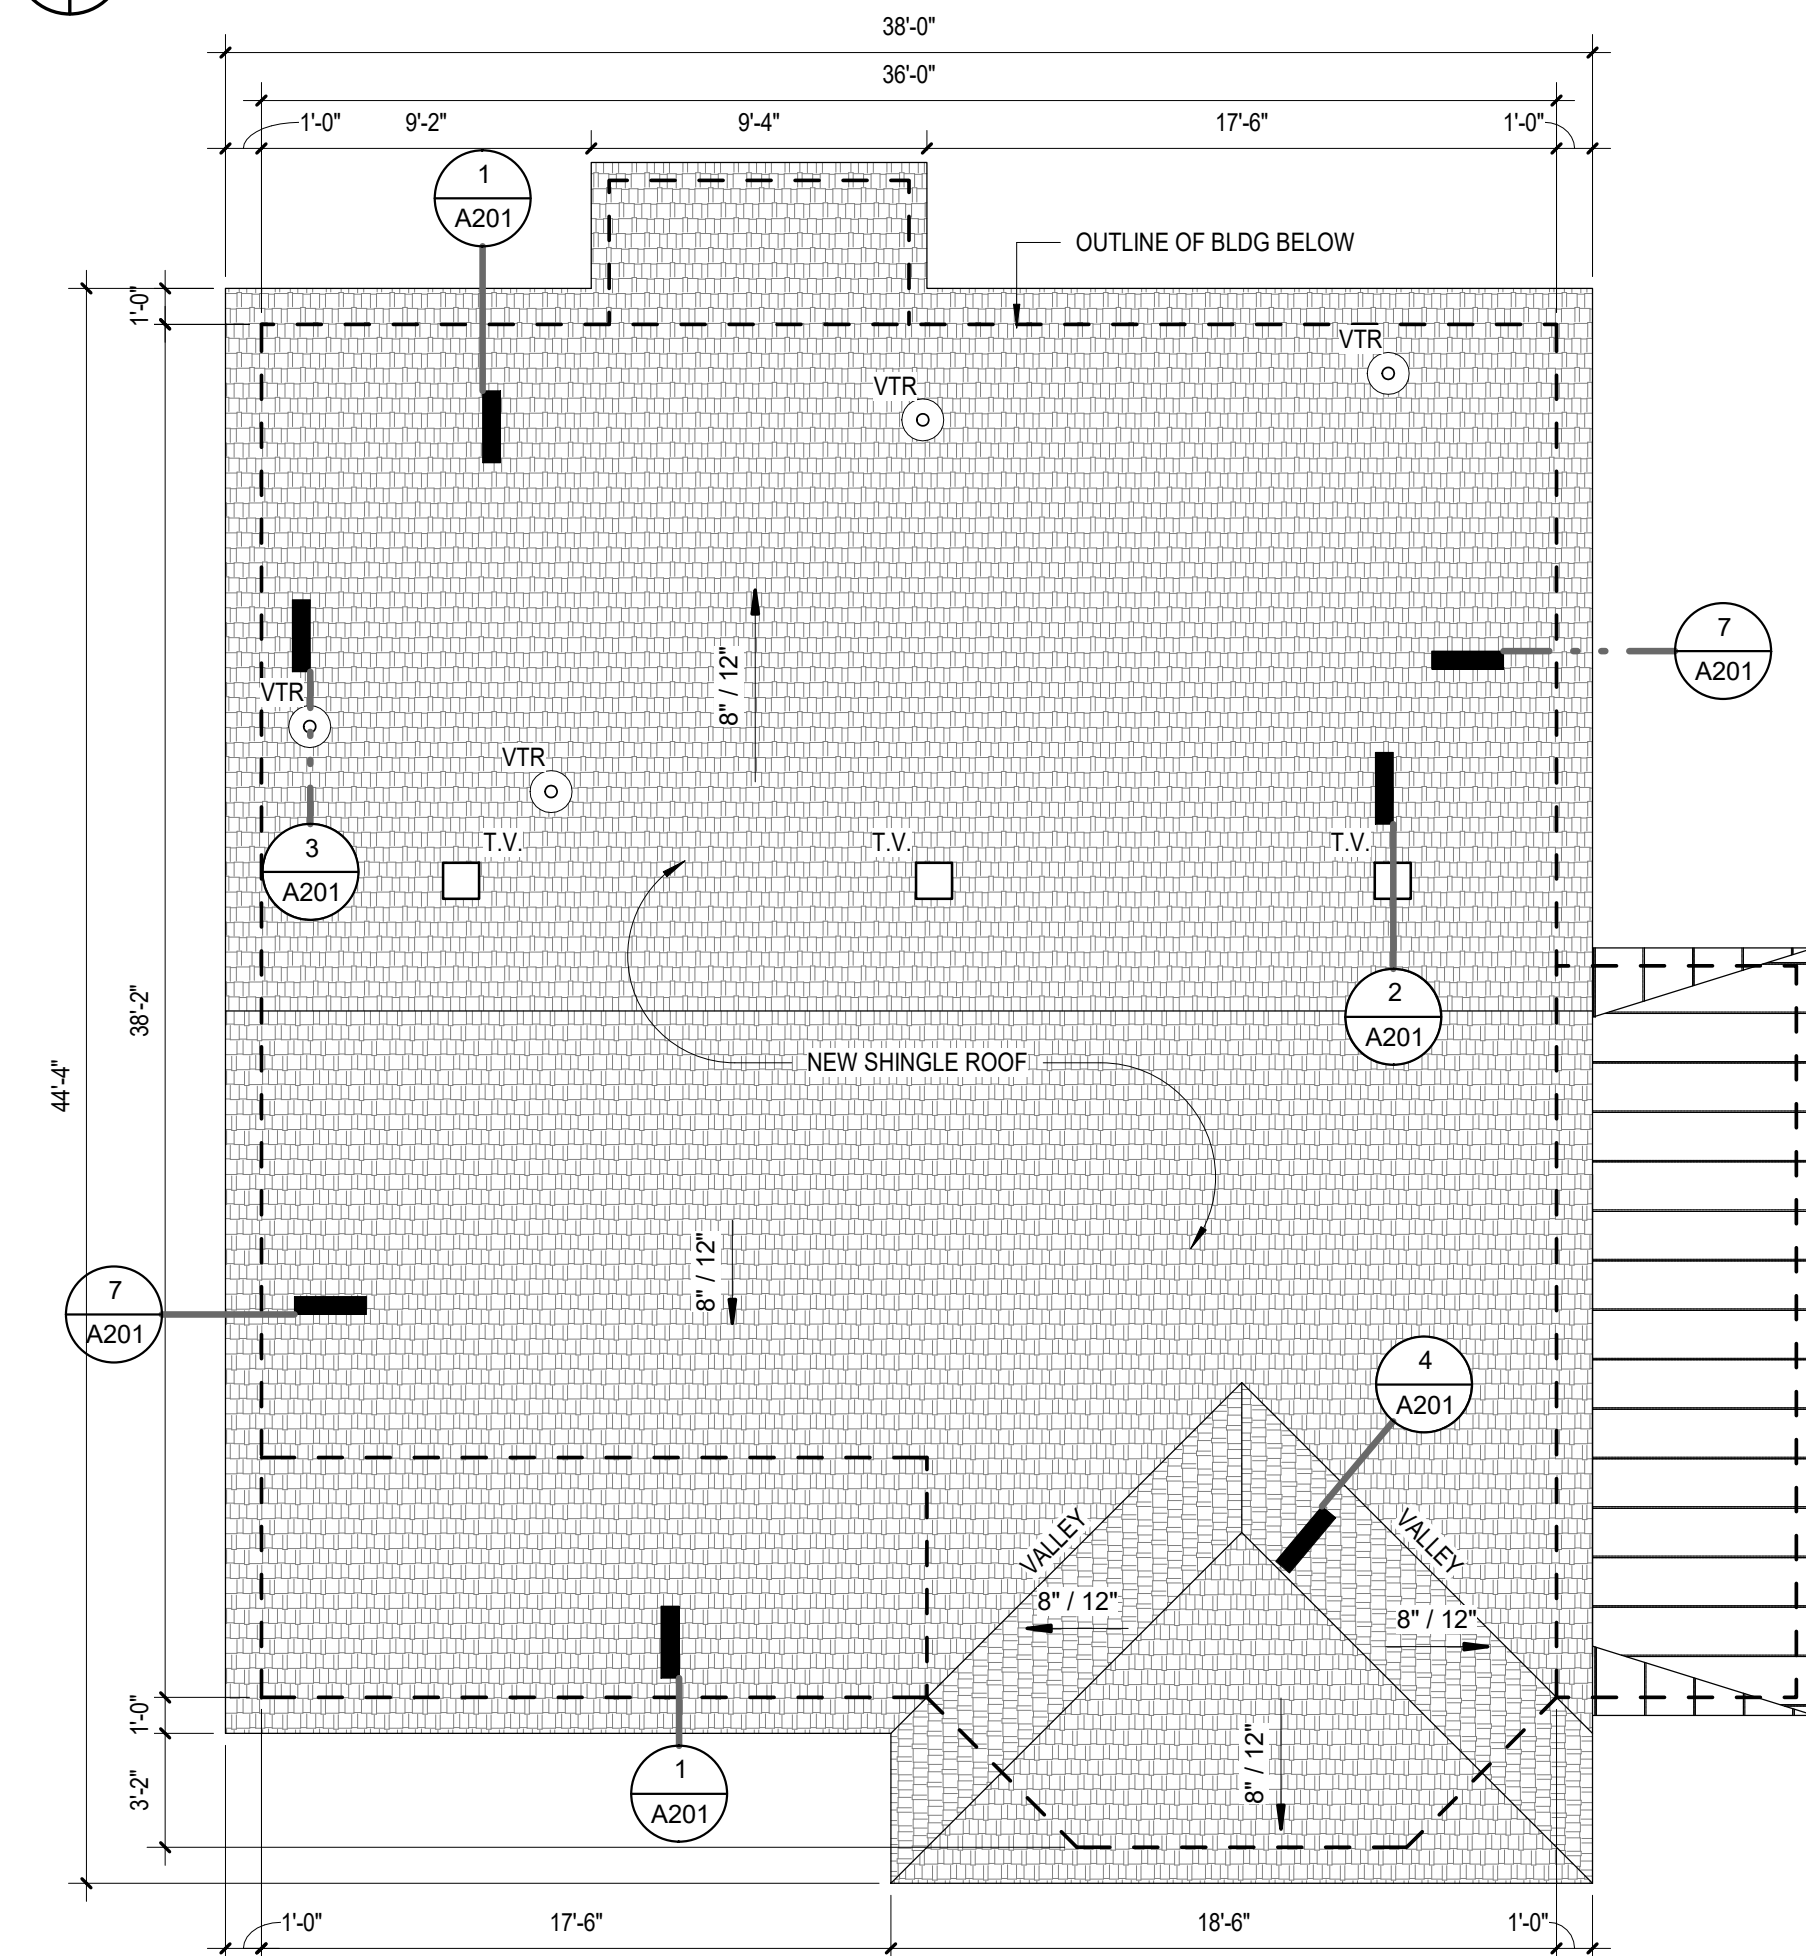 38'-0"
36'-0"
1'-0" 9'-2" 9'-4" 17'-6" 1'-0"
1
A201
OUTLINE OF BLDG BELOW
1'-0"
VTR
VTR
7
A201
8" / 12"
VTR
VTR
T.V. T.V. T.V.
3
A201
2
A201
38'-2"
44'-4"
NEW SHINGLE ROOF
8" / 12"
7
A201
4
A201
VALLEY
VALLEY
8" / 12"
8" / 12"
1'-0"
8" / 12"
3'-2"
1
A201
1'-0" 17'-6" 18'-6" 1'-0"